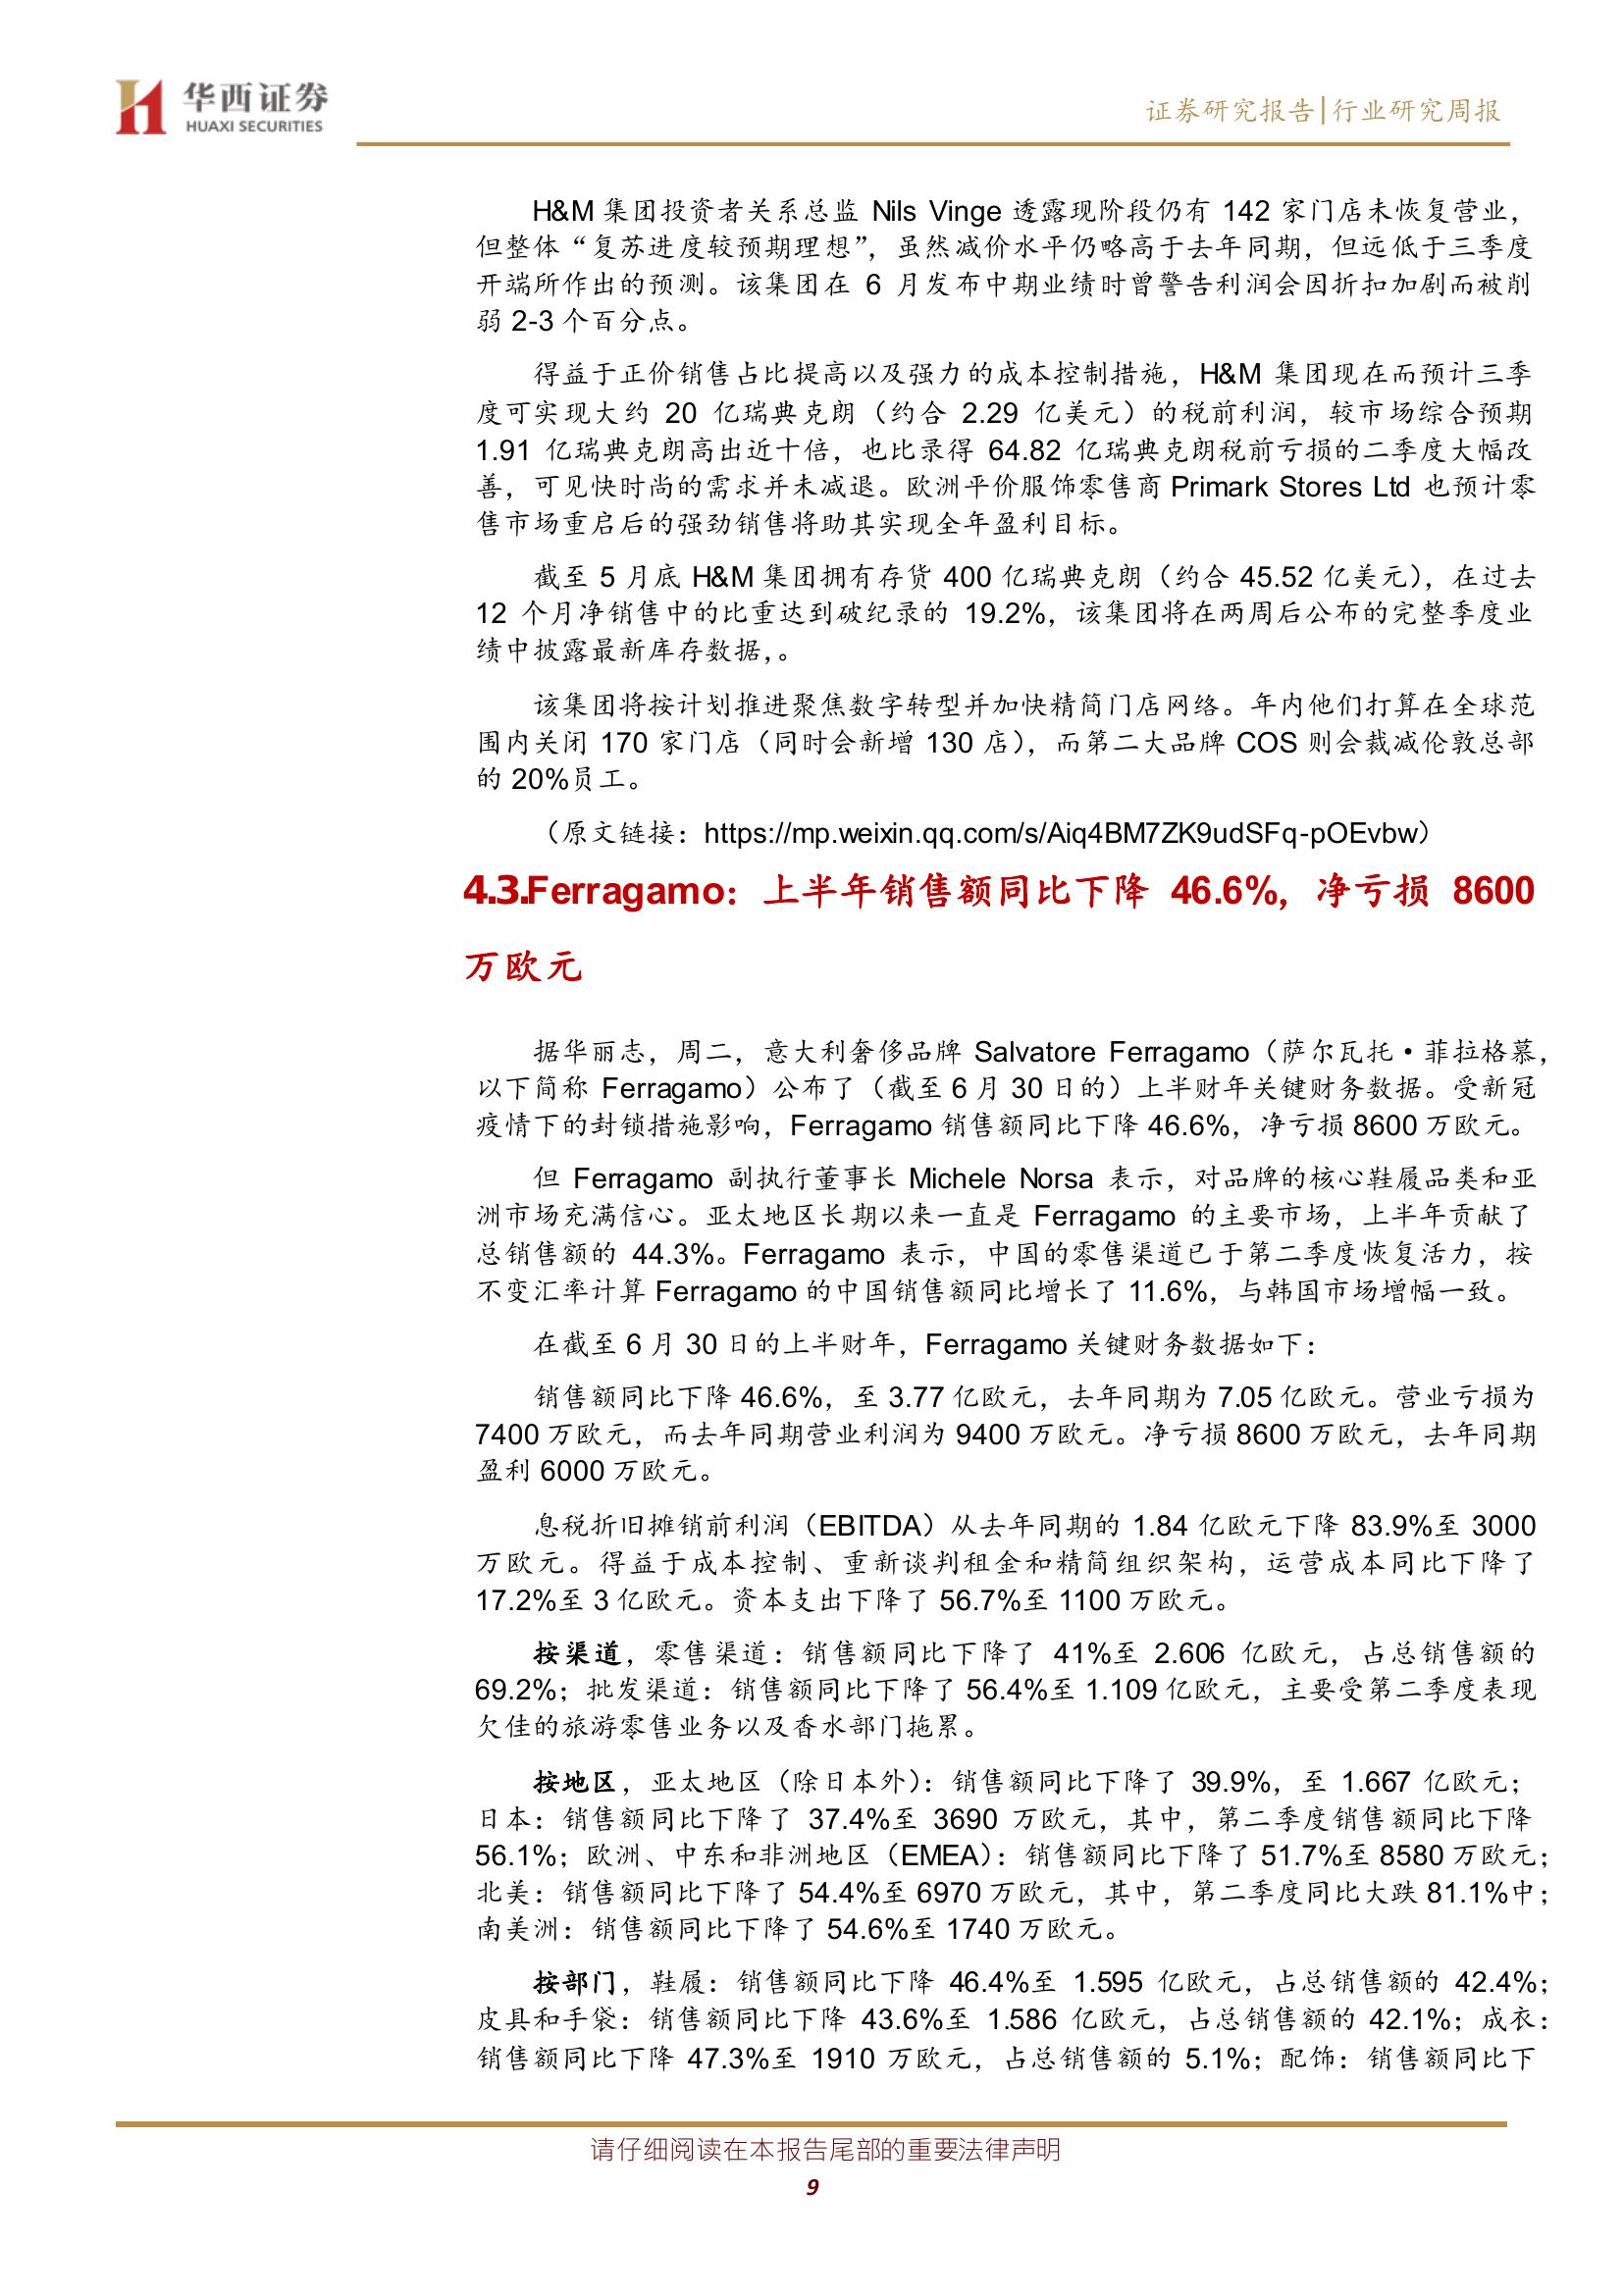 华西证券
HUAXI SECURITIES
证券研究报告|行业研究周报
H&M 集团投资者关系总监 Nils Vinge 透露现阶段仍有 142 家门店未恢复营业，
但整体“复苏进度较预期理想”，虽然减价水平仍略高于去年同期，但远低于三季度
开端所作出的预测。该集团在 6 月发布中期业绩时曾警告利润会因折扣加剧而被削
弱 2-3 个百分点。
得益于正价销售占比提高以及强力的成本控制措施，H&M 集团现在而预计三季
度可实现大约 20 亿瑞典克朗（约合 2.29 亿美元）的税前利润，较市场综合预期
1.91 亿瑞典克朗高出近十倍，也比录得 64.82 亿瑞典克朗税前亏损的二季度大幅改
善，可见快时尚的需求并未减退。欧洲平价服饰零售商 Primark Stores Ltd 也预计零
售市场重启后的强劲销售将助其实现全年盈利目标。
截至 5 月底 H&M 集团拥有存货 400 亿瑞典克朗（约合 45.52 亿美元），在过去
12 个月净销售中的比重达到破纪录的 19.2%，该集团将在两周后公布的完整季度业
绩中披露最新库存数据，。
该集团将按计划推进聚焦数字转型并加快精简门店网络。年内他们打算在全球范
围内关闭 170 家门店（同时会新增 130 店），而第二大品牌 COS 则会裁减伦敦总部
的 20%员工。
（原文链接：https://mp.weixin.qq.com/s/Aiq4BM7ZK9udSFq-pOEvbw）
4.3.Ferragamo：上半年销售额同比下降 46.6%，净亏损 8600
万欧元
据华丽志，周二，意大利奢侈品牌 Salvatore Ferragamo（萨尔瓦托·菲拉格慕，
以下简称 Ferragamo）公布了（截至 6 月 30 日的）上半财年关键财务数据。受新冠
疫情下的封锁措施影响，Ferragamo 销售额同比下降 46.6%，净亏损 8600 万欧元。
但 Ferragamo 副执行董事长 Michele Norsa 表示，对品牌的核心鞋履品类和亚
洲市场充满信心。亚太地区长期以来一直是 Ferragamo 的主要市场，上半年贡献了
总销售额的 44.3%。Ferragamo 表示，中国的零售渠道已于第二季度恢复活力，按
不变汇率计算 Ferragamo 的中国销售额同比增长了 11.6%，与韩国市场增幅一致。
在截至 6 月 30 日的上半财年，Ferragamo 关键财务数据如下：
销售额同比下降 46.6%，至 3.77 亿欧元，去年同期为 7.05 亿欧元。营业亏损为
7400 万欧元，而去年同期营业利润为 9400 万欧元。净亏损 8600 万欧元，去年同期
盈利 6000 万欧元。
息税折旧摊销前利润（EBITDA）从去年同期的 1.84 亿欧元下降 83.9%至 3000
万欧元。得益于成本控制、重新谈判租金和精简组织架构，运营成本同比下降了
17.2%至 3 亿欧元。资本支出下降了 56.7%至 1100 万欧元。
按渠道，零售渠道：销售额同比下降了 41%至 2.606 亿欧元，占总销售额的
69.2%；批发渠道：销售额同比下降了 56.4%至 1.109 亿欧元，主要受第二季度表现
欠佳的旅游零售业务以及香水部门拖累。
按地区，亚太地区（除日本外）：销售额同比下降了 39.9%，至 1.667 亿欧元；
日本：销售额同比下降了 37.4%至 3690 万欧元，其中，第二季度销售额同比下降
56.1%；欧洲、中东和非洲地区（EMEA）：销售额同比下降了 51.7%至 8580 万欧元；
北美：销售额同比下降了 54.4%至 6970 万欧元，其中，第二季度同比大跌 81.1%中；
南美洲：销售额同比下降了 54.6%至 1740 万欧元。
按部门，鞋履：销售额同比下降 46.4%至 1.595 亿欧元，占总销售额的 42.4%；
皮具和手袋：销售额同比下降 43.6%至 1.586 亿欧元，占总销售额的 42.1%；成衣：
销售额同比下降 47.3%至 1910 万欧元，占总销售额的 5.1%；配饰：销售额同比下
请仔细阅读在本报告尾部的重要法律声明
9